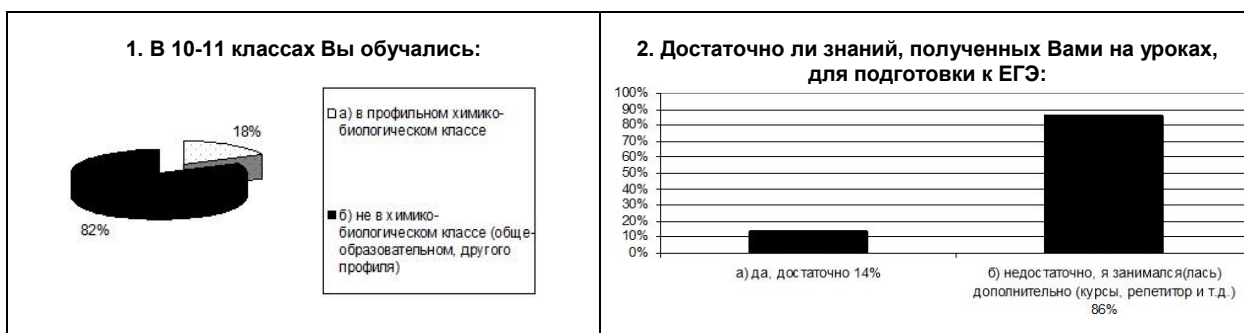 1. В 10-11 классах Вы обучались:
18%
82%
а) в профильном химико-
биологическом классе
б) не в химико-
биологическом классе (обще-
образовательном, другого
профиля)
2. Достаточно ли знаний, полученных Вами на уроках,
для подготовки к ЕГЭ:
100%
90%
80%
70%
60%
50%
40%
30%
20%
10%
0%
а) да, достаточно 14%
б) недостаточно, я занимался(лась)
дополнительно (курсы, репетитор и т.д.)
86%